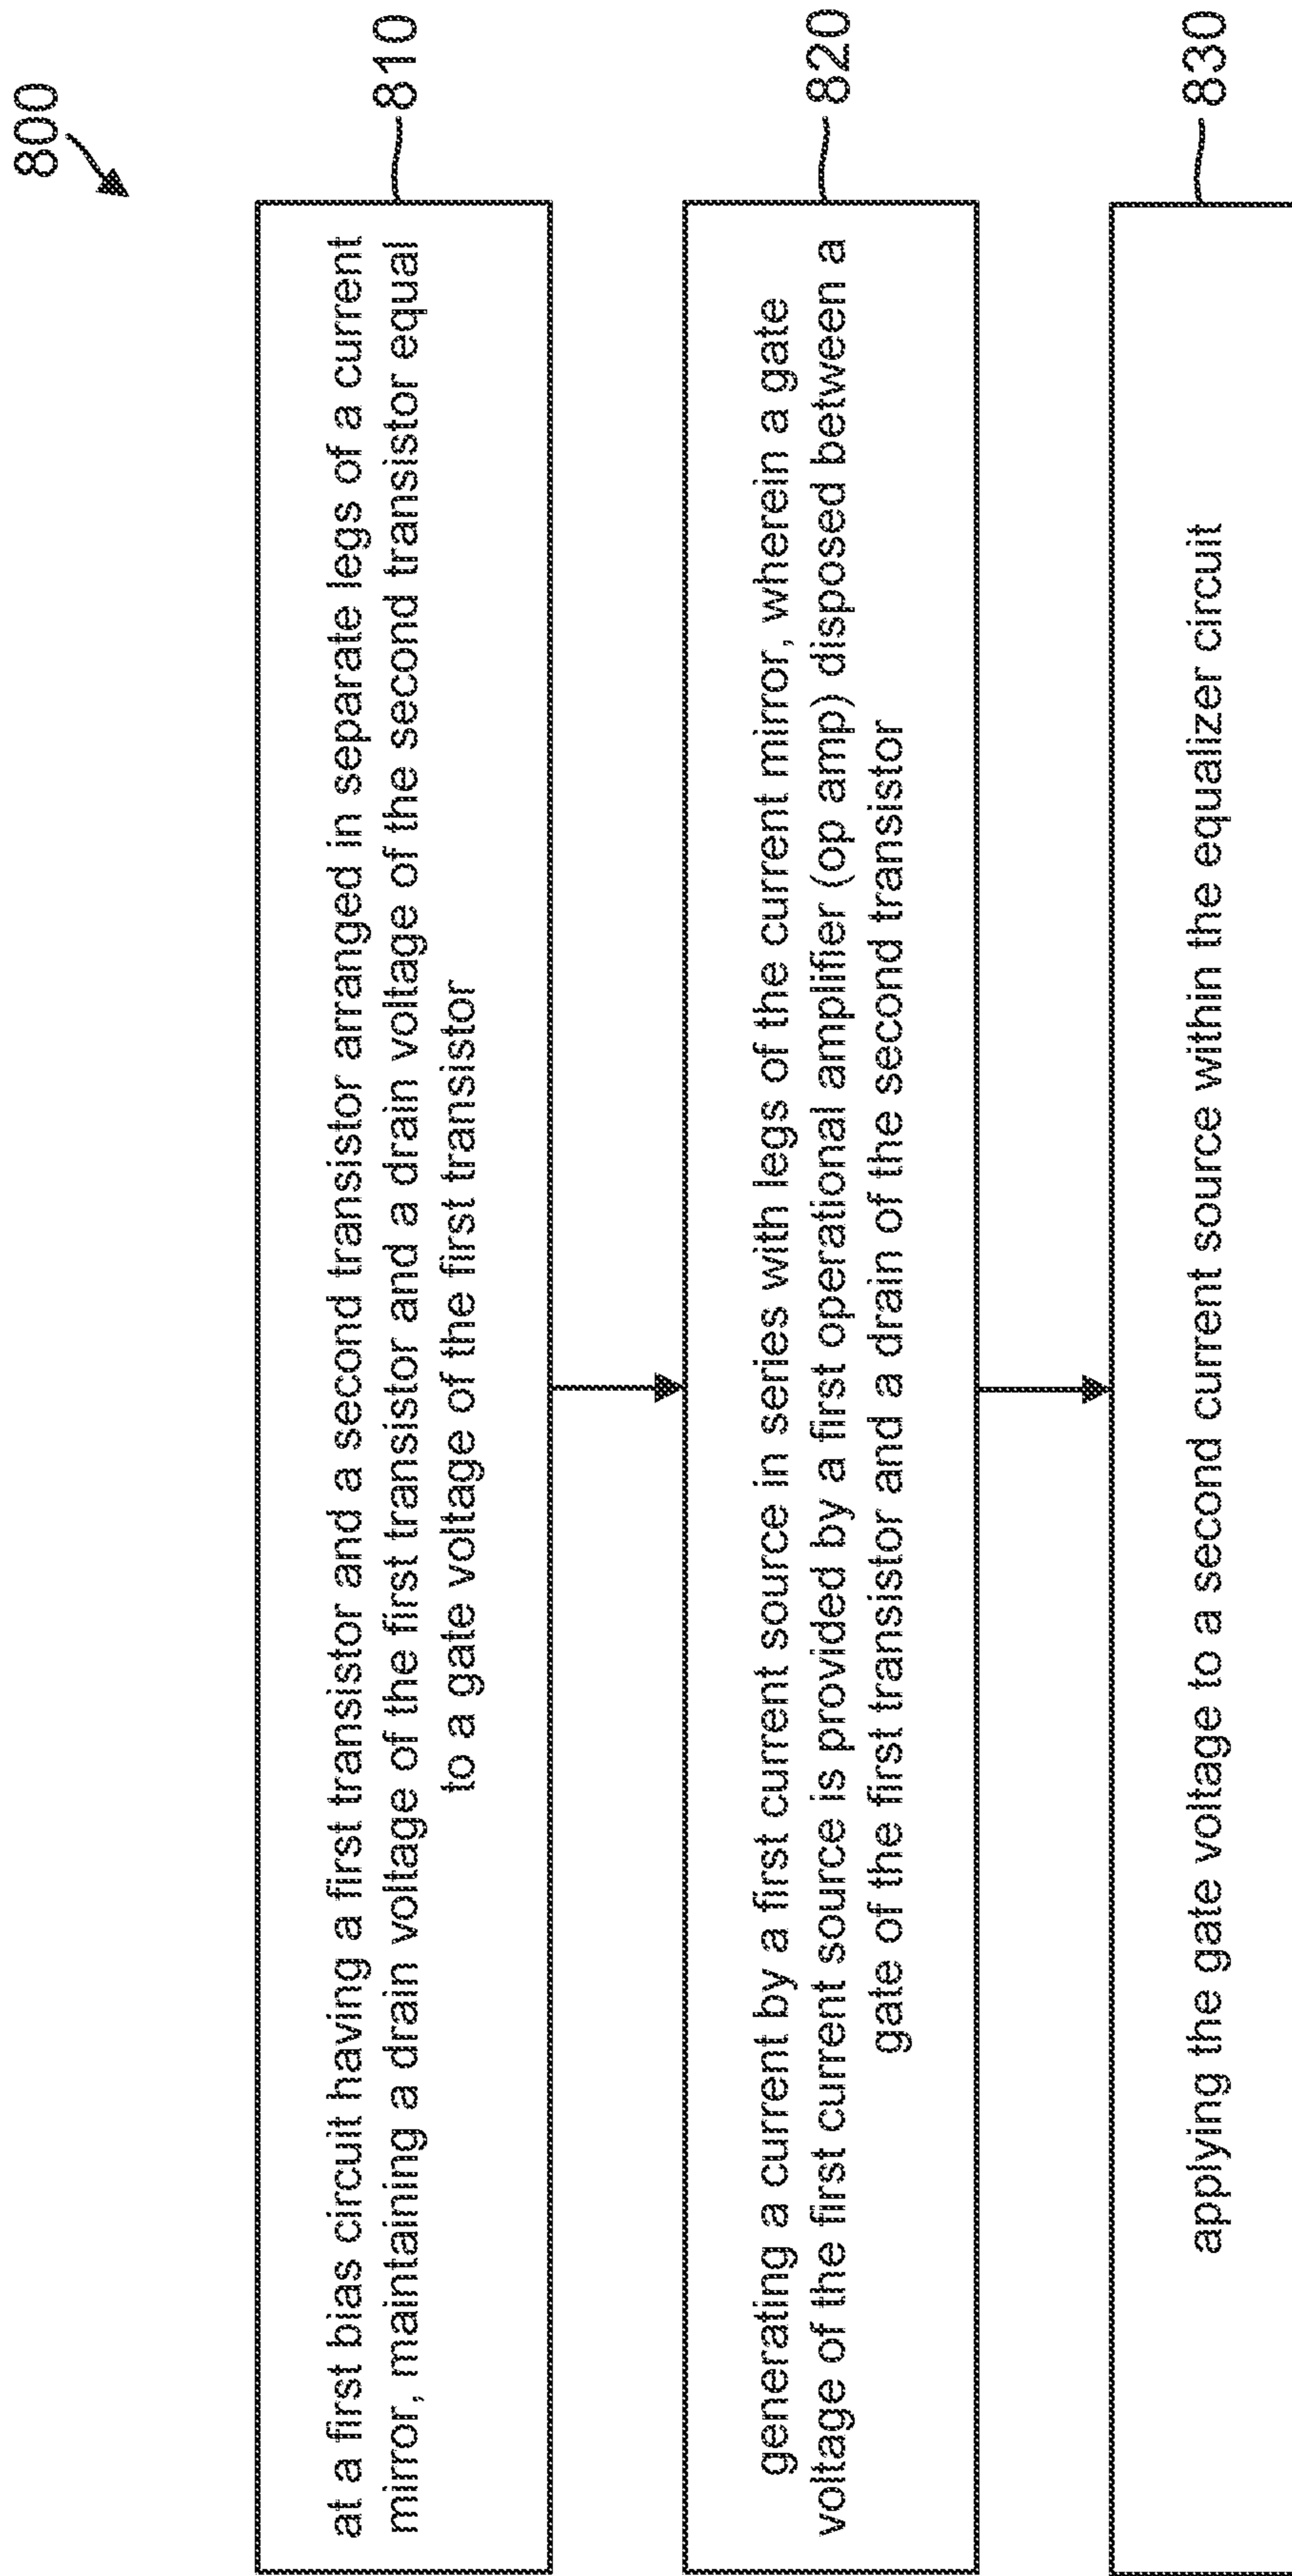 800
at a first bias circuit having a first transistor and a second transistor arranged in separate legs of a current
mirror, maintaining a drain voltage of the first transistor and a drain voltage of the second transistor equal
to a gate voltage of the first transistor
810
generating a current by a first current source in series with legs of the current mirror, wherein a gate
voltage of the first current source is provided by a first operational amplifier (op amp) disposed between a
gate of the first transistor and a drain of the second transistor
820
applying the gate voltage to a second current source within the equalizer circuit
830